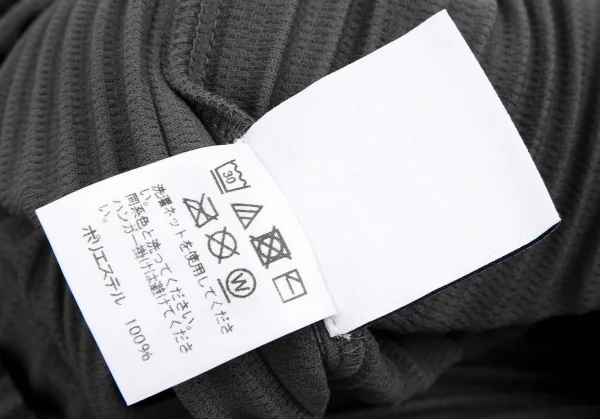 30
W
洗濯ネットを使用してくださ
い。
同系色と洗ってください。
ハンガー掛けは避けてくださ
い。
ポリエステル 100%